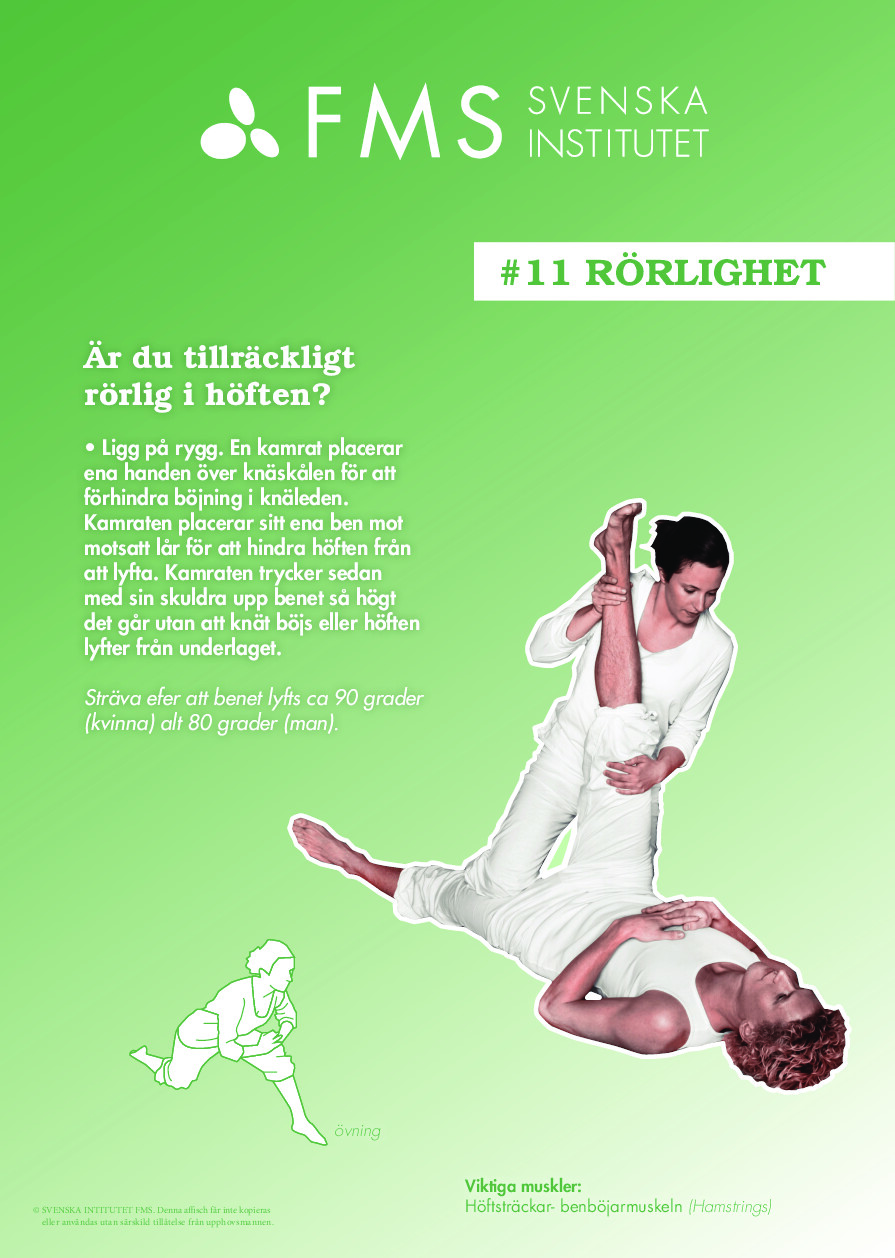 FMS SVENSKA
INSTITUTET
#11 RÖRLIGHET
Är du tillräckligt
rörlig i höften?
• Ligg på rygg. En kamrat placerar
ena handen över knäskålen för att
förhindra böjning i knäleden.
Kamraten placerar sitt ena ben mot
motsatt lår för att hindra höften från
att lyfta. Kamraten trycker sedan
med sin skuldra upp benet så högt
det går utan att knät böjs eller höften
lyfter från underlaget.
Sträva efer att benet lyfts ca 90 grader
(kvinna) alt 80 grader (man).
övning
Viktiga muskler:
Höftsträckar- benböjarmuskeln (Hamstrings)
© SVENSKA INTITUTET FMS. Denna affisch får inte kopieras
eller användas utan särskild tillåtelse från upphovsmannen.